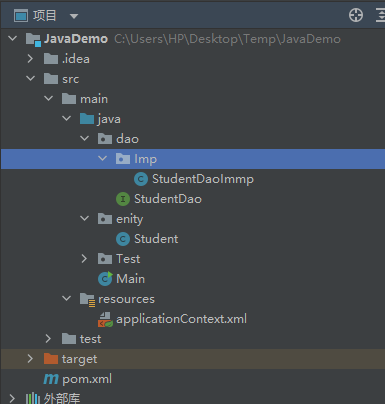 项目
JavaDemo C:\Users\HP\Desktop\Temp\JavaDemo
.idea
src
main
java
dao
Imp
StudentDaoImmp
StudentDao
enity
Student
Test
Main
resources
applicationContext.xml
test
target
pom.xml
外部库